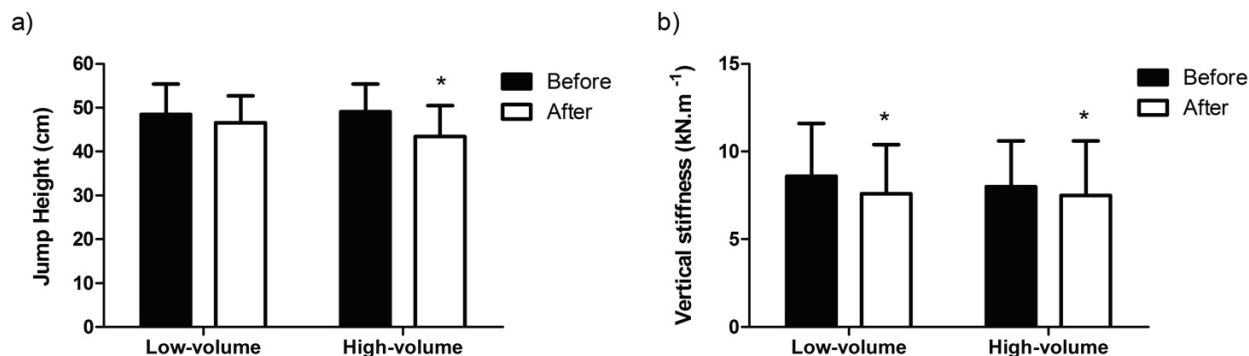 a)
60
50
40
30
20
10
0
Jump Height (cm)
*
Before
After
Low-volume
High-volume
b)
15
10
5
0
Vertical stiffness (kN.m⁻¹)
*
*
Before
After
Low-volume
High-volume